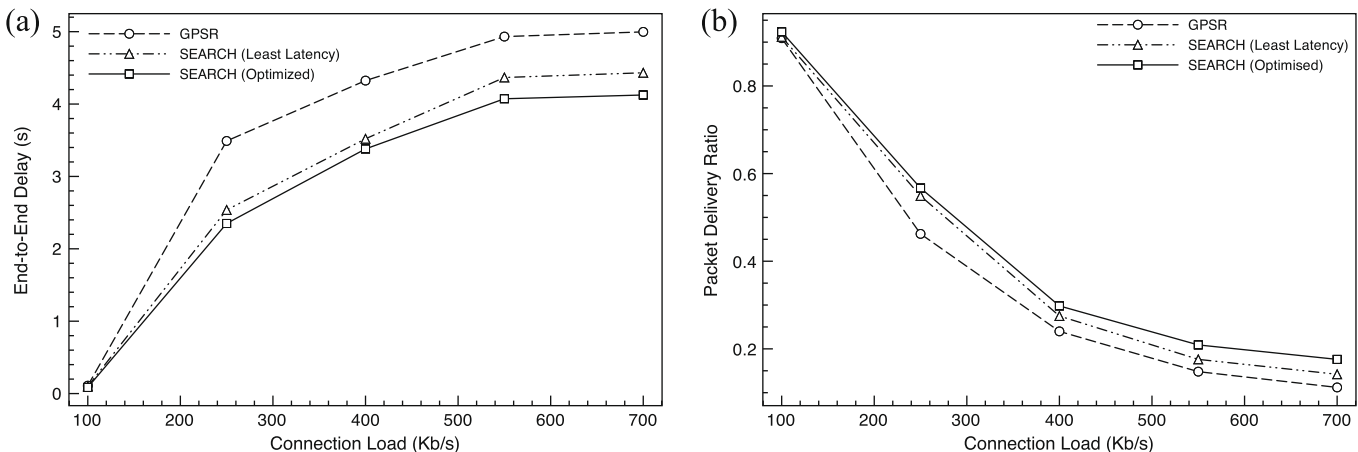 (a)
GPSR
SEARCH (Least Latency)
SEARCH (Optimized)
5
4
3
2
1
0
End-to-End Delay (s)
100 200 300 400 500 600 700
Connection Load (Kb/s)
(b)
GPSR
SEARCH (Least Latency)
SEARCH (Optimised)
0.8
0.6
0.4
0.2
Packet Delivery Ratio
100 200 300 400 500 600 700
Connection Load (Kb/s)